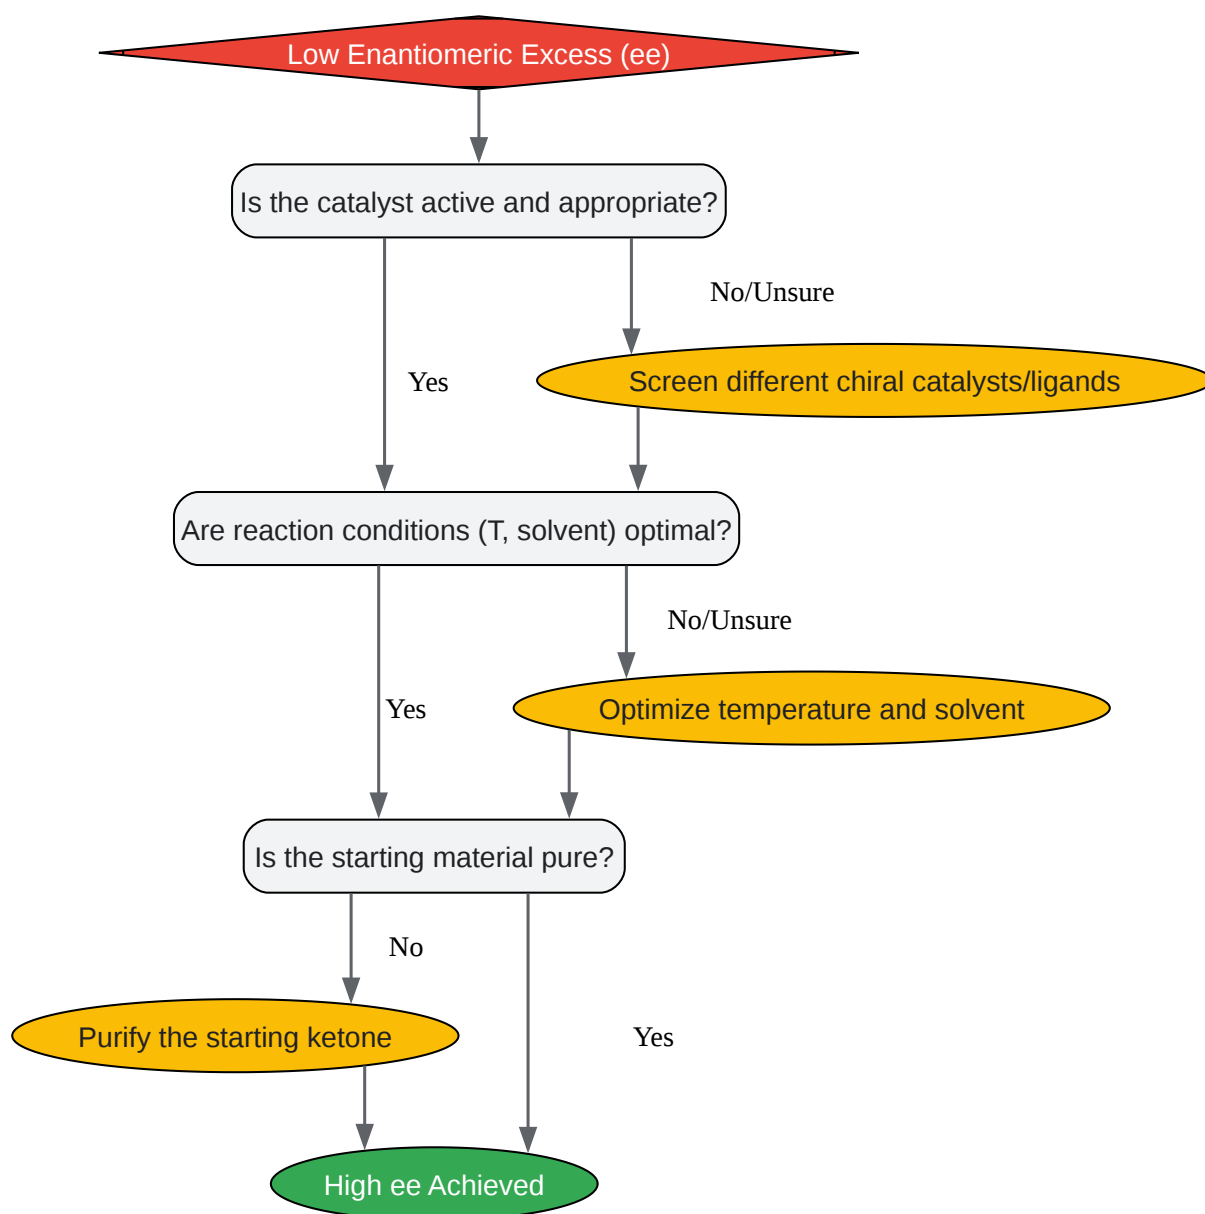 Low Enantiomeric Excess (ee)
Is the catalyst active and appropriate?
No/Unsure
Yes
Screen different chiral catalysts/ligands
Are reaction conditions (T, solvent) optimal?
No/Unsure
Yes
Optimize temperature and solvent
Is the starting material pure?
No
Purify the starting ketone
Yes
High ee Achieved